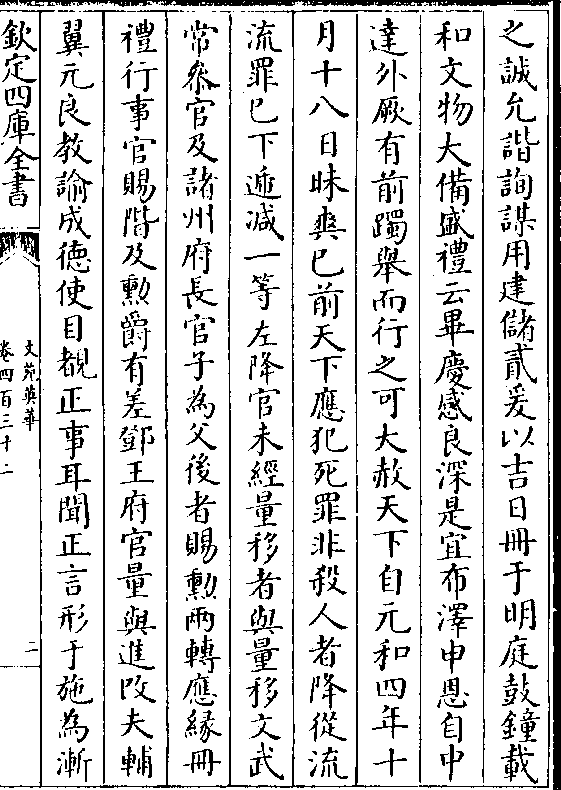 之誠允諧詢謀用建儲貳爰以吉日冊于明庭鼓鐘載
和文物大備盛禮云畢慶感良深是宜布澤申恩自中
達外厥有前躅舉而行之可大赦天下自元和四年十
月十八日昧爽已前天下應犯死罪非殺人者降從流
流罪已下遞減一等左降官未經量移者與量移文武
常叅官及諸州府長官子為父後者賜勲兩轉應縁冊
禮行事官賜階及勲爵有差鄧王府官量與進改夫輔
翼元良教諭成德使目覩正事耳聞正言形于施為漸
欽定四庫全書
文苑英華
卷四百三十二
二